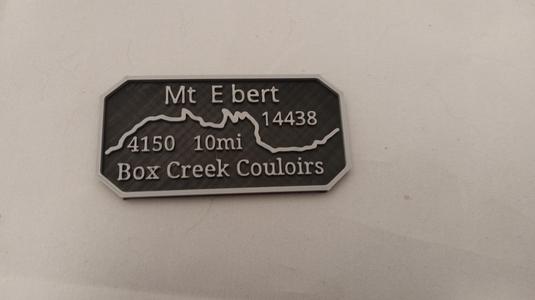 Mt E bert
14438
4150 10mi
Box Creek Couloirs